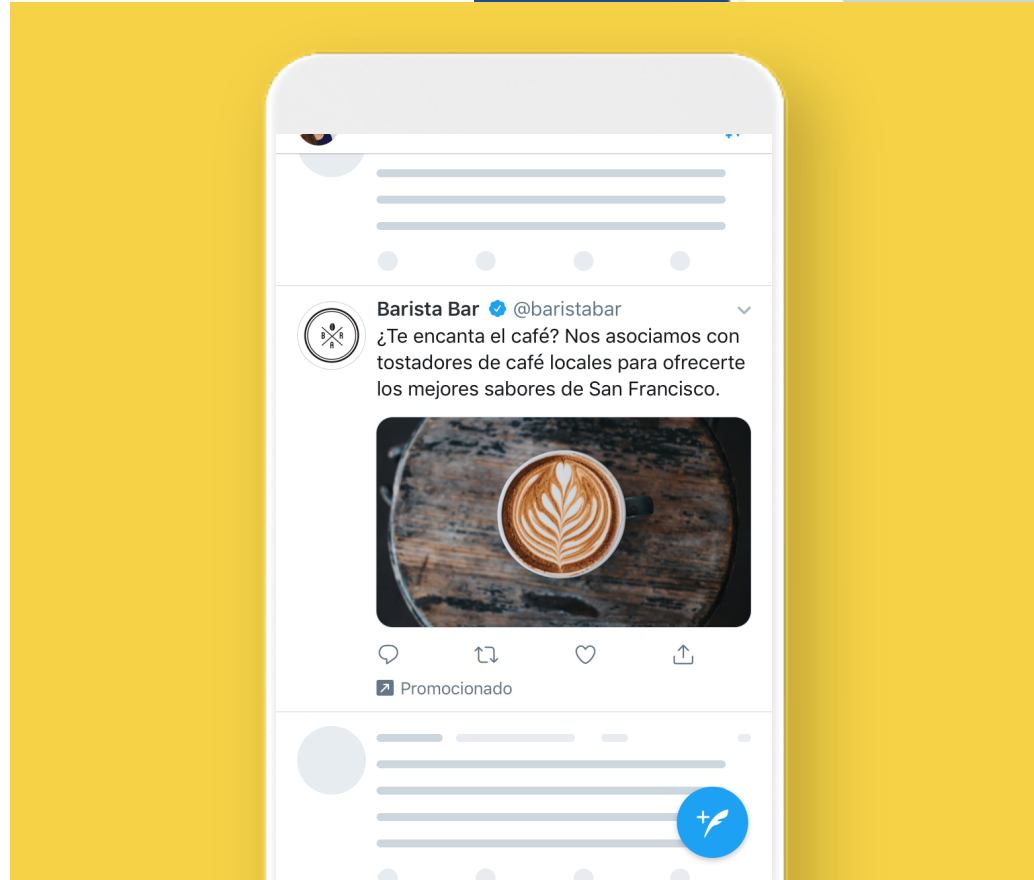 Barista Bar @baristabar
¿Te encanta el café? Nos asociamos con
tostadores de café locales para ofrecerte
los mejores sabores de San Francisco.
B A R
A
Promocionado